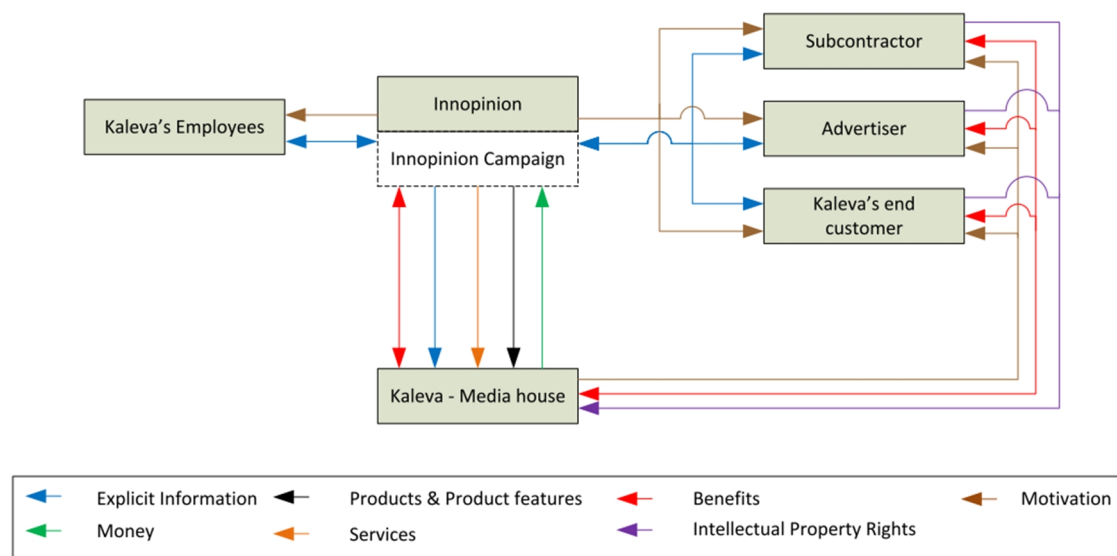 Subcontractor
Innopinion
Kaleva's Employees
Advertiser
Innopinion Campaign
Kaleva's end
customer
Kaleva - Media house
Explicit Information
Products & Product features
Benefits
Motivation
Money
Services
Intellectual Property Rights